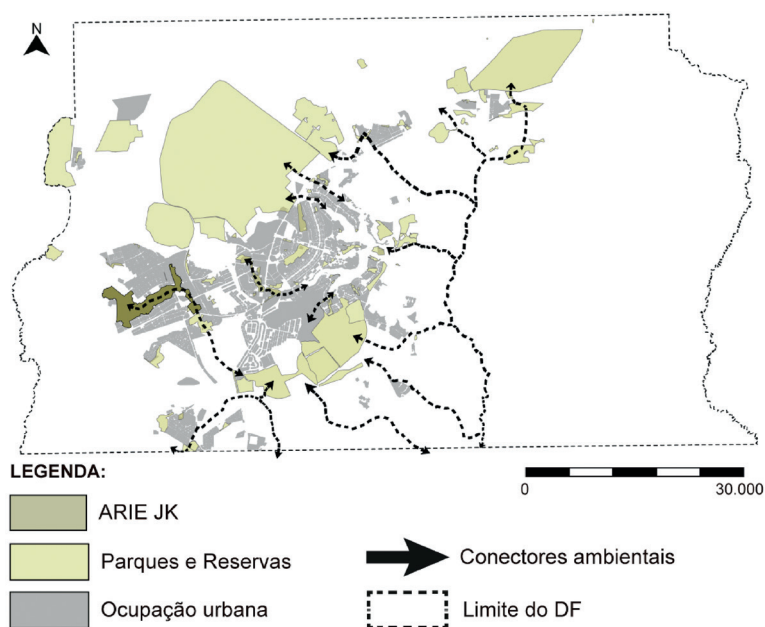 N
LEGENDA:
0 30.000
ARIE JK
Parques e Reservas
Conectores ambientais
Ocupação urbana
Limite do DF